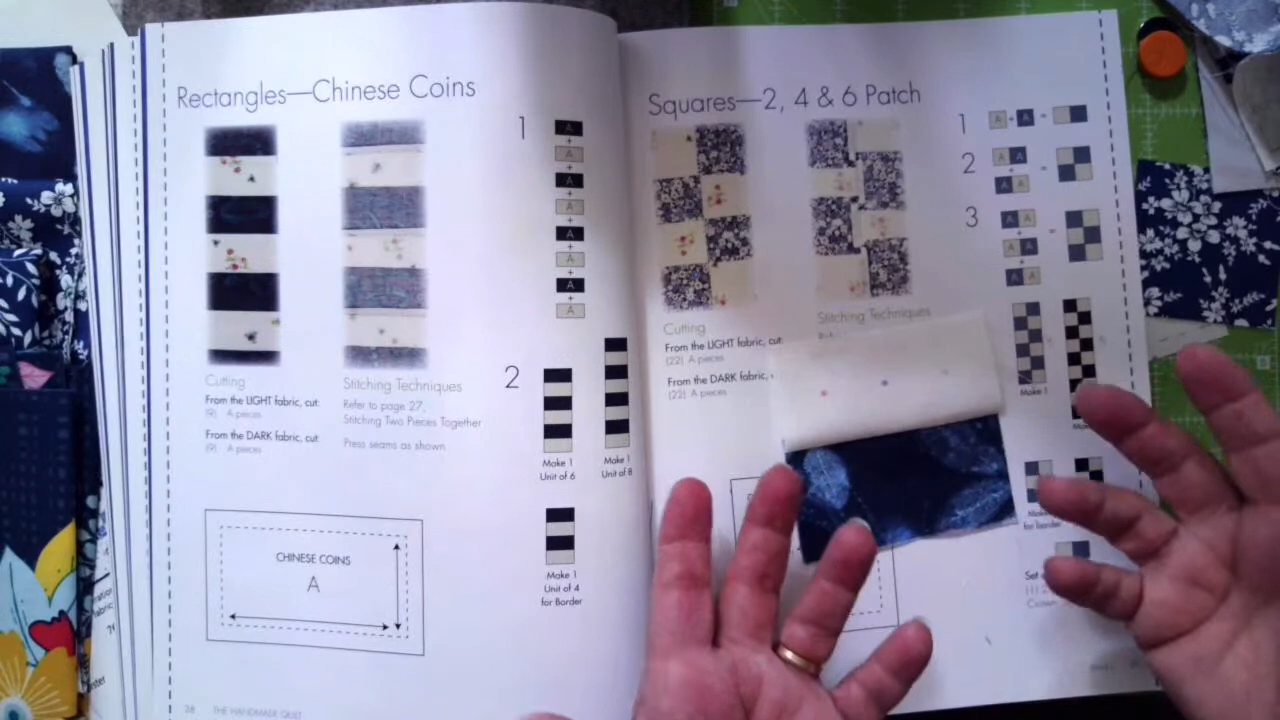 Rectangles—Chinese Coins
1
A
+
A
+
A
+
A
+
A
+
A
+
A
+
A
2
Make 1
Unit of 6
Make 1
Unit of 8
Make 1
Unit of 4
for Border
Cutting
From the LIGHT fabric, cut:
(9) A pieces
From the DARK fabric, cut:
(9) A pieces
Stitching Techniques
Refer to page 27,
Stitching Two Pieces Together
Press seams as shown.
CHINESE COINS
A
THE HANDMADE QUILT
Squares—2, 4 & 6 Patch
1
A + A =
2
A A
+
A A
=
3
A A
+
A A
+
A A
=
Cutting
From the LIGHT fabric, cut:
(22) A pieces
From the DARK fabric,
(22) A pieces
Stitching Techniques
Make 1
for Border